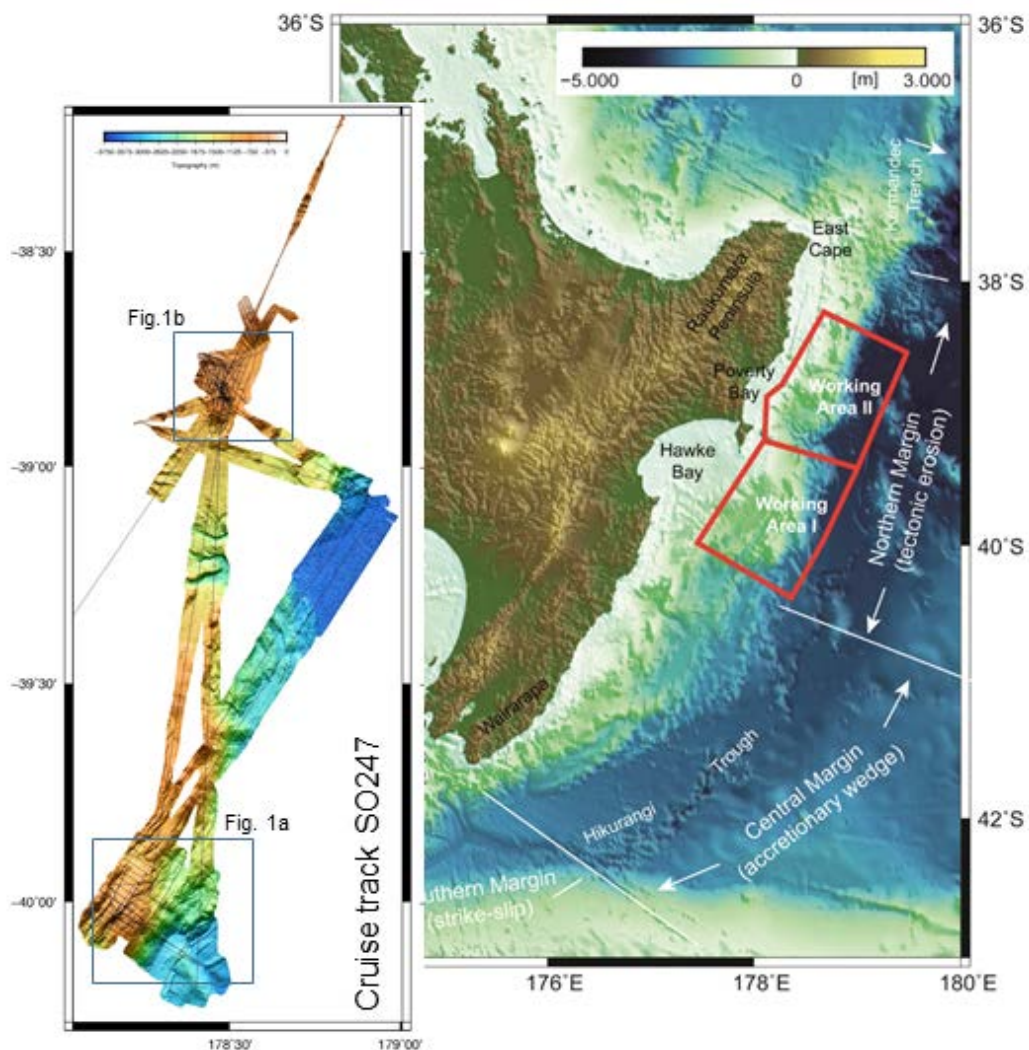 36°S
−5.000
0
[m]
3.000
Trench
East
Cape
Raukumara
Peninsula
38°S
Poverty
Bay
Working
Area II
Hawke
Bay
Working
Area I
Northern Margin
(tectonic erosion)
40°S
Wairarapa
Trough
Hikurangi
Central Margin
(accretionary wedge)
42°S
uthern Margin
(strike-slip)
176°E
178°E
180°
Topography (m)
−38°30'
Fig.1b
−39°00'
−39°30'
Fig. 1a
−40°00'
Cruise track SO247
178°30'
179°00'